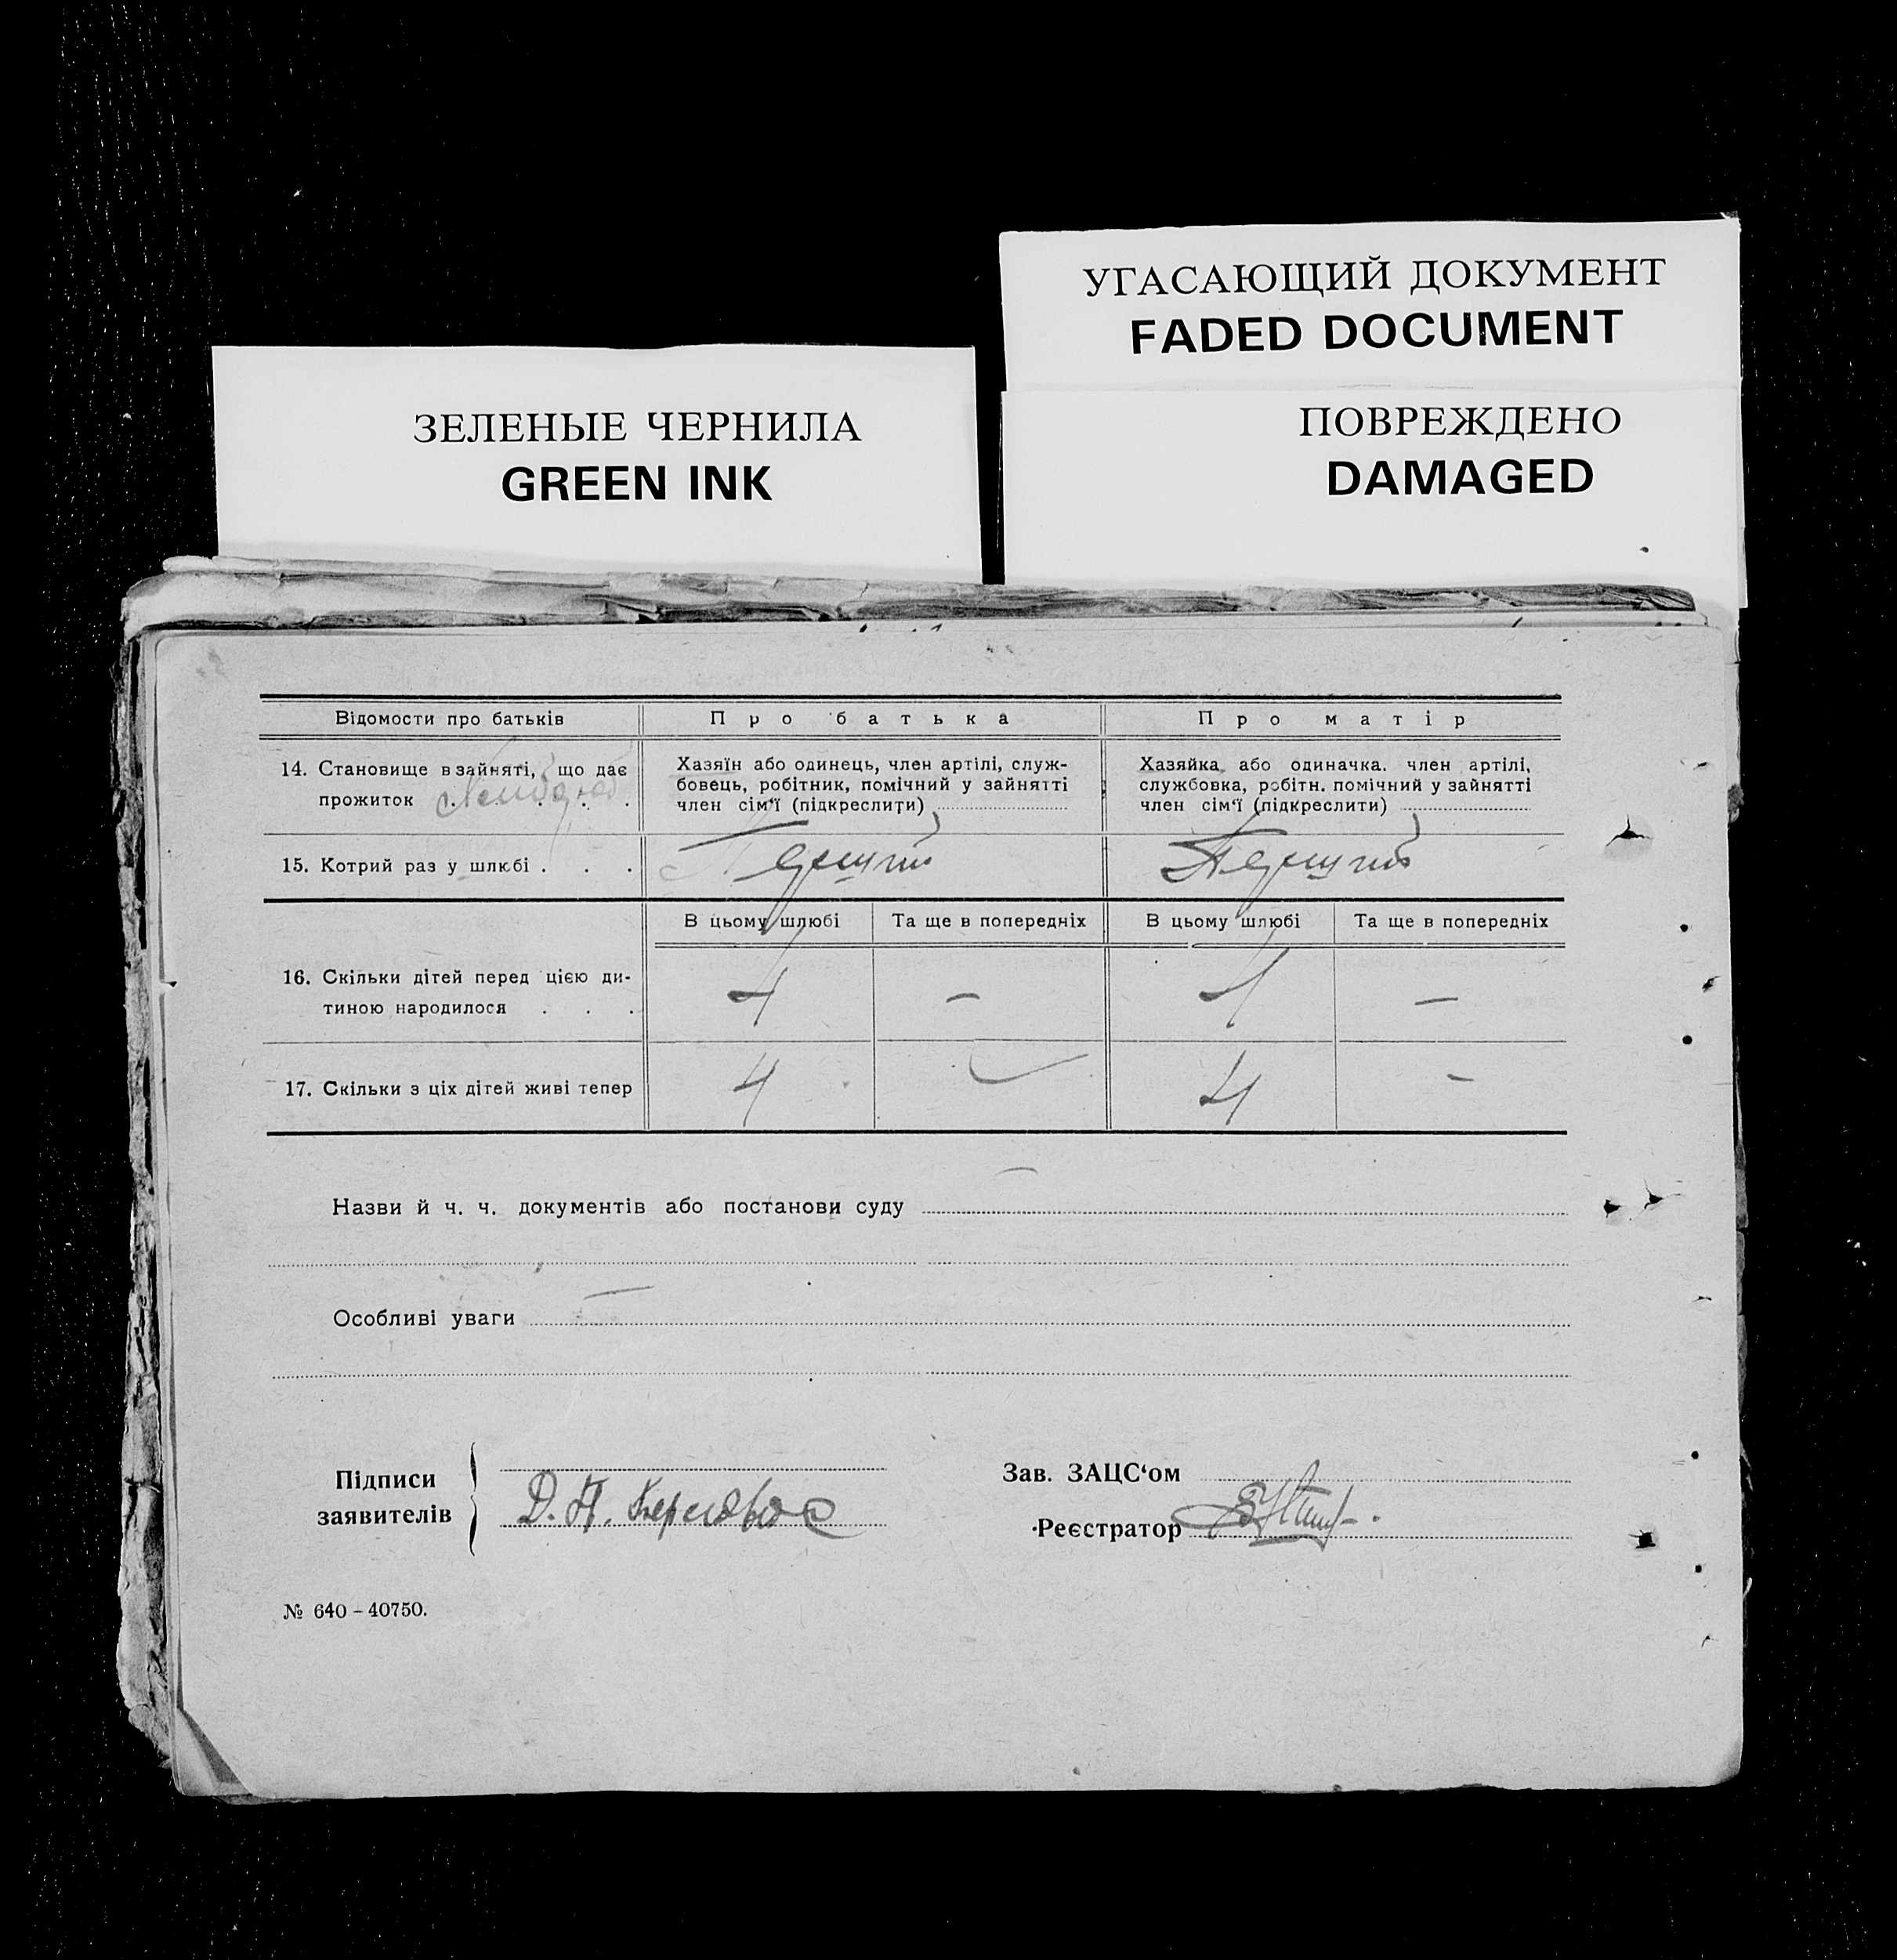 УГАСАЮЩИЙ ДОКУМЕНТ
FADED DOCUMENT
ЗЕЛЕНЫЕ ЧЕРНИЛА
GREEN INK
ПОВРЕЖДЕНО
DAMAGED
Відомости про батьків Про батька Про матір
14. Становище в зайняті, що дає прожиток . . . .
Хазяїн або одинець, член артілі, служ-
бовець, робітник, помічний у зайнятті
член сім'ї (підкреслити)
Хазяйка або одиначка. член артілі,
службовка, робітн. помічний у зайнятті
член сім'ї (підкреслити)
15. Котрий раз у шлюбі . . . Перший Перший
В цьому шлюбі Та ще в попередніх В цьому шлюбі Та ще в попередніх
16. Скільки дітей перед цією ди-
тиною народилося . . . 4 — 4 —
17. Скільки з ціх дітей живі тепер 4 4 —
Назви й ч. ч. документів або постанови суду —
Особливі уваги —
Підписи
заявителів
Д. П.
Зав. ЗАЦС‘ом
Реєстратор
№ 640 – 40750.